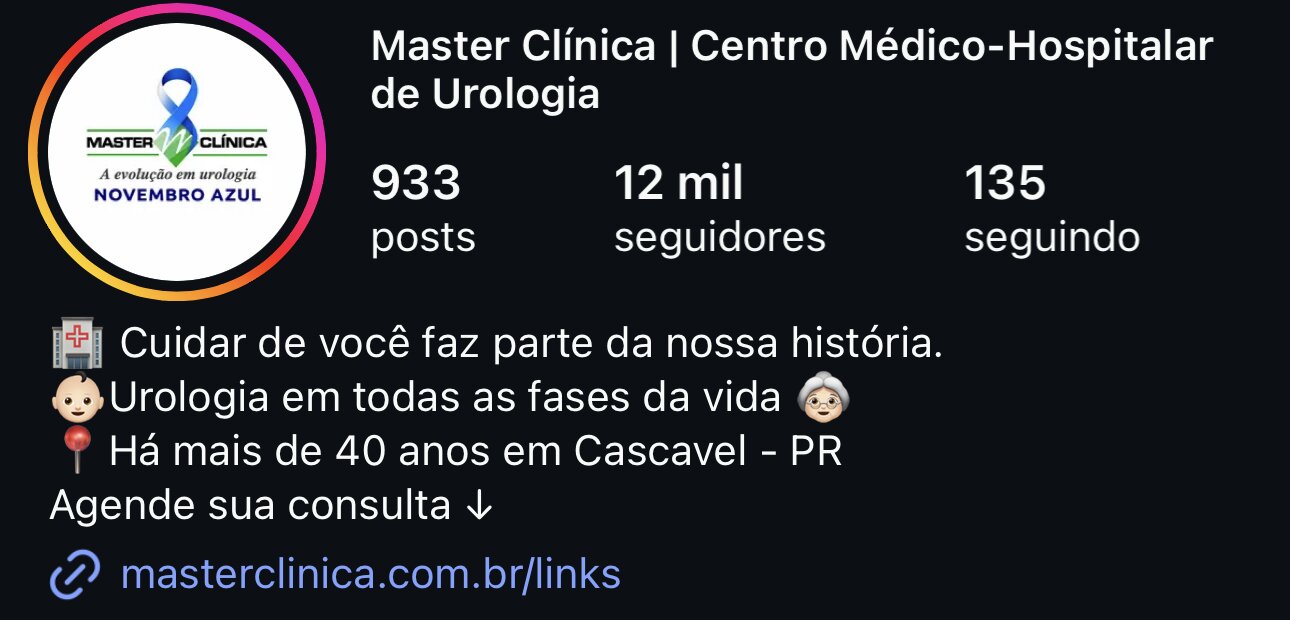 MASTER CLÍNICA
A evolução em urologia
NOVEMBRO AZUL
Master Clínica | Centro Médico-Hospitalar
de Urologia
933 12 mil 135
posts seguidores seguindo
🏥 Cuidar de você faz parte da nossa história.
👶🏻Urologia em todas as fases da vida 👵🏻
📍Há mais de 40 anos em Cascavel - PR
Agende sua consulta ↓
masterclinica.com.br/links